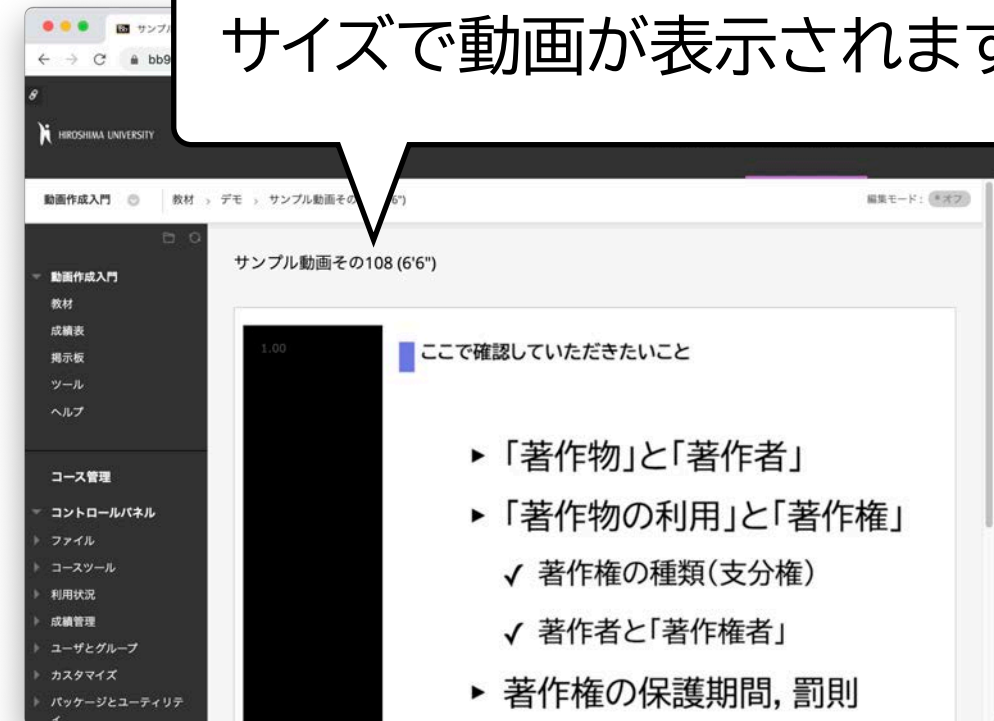 サイズで動画が表示されます
サンプル
bb9
HIROSHIMA UNIVERSITY
動画作成入門
教材 › デモ › サンプル動画その
6")
編集モード: オフ
サンプル動画その108 (6'6")
動画作成入門
教材
成績表
掲示板
ツール
ヘルプ
コース管理
コントロールパネル
ファイル
コースツール
利用状況
成績管理
ユーザとグループ
カスタマイズ
パッケージとユーティリテ
1.00
ここで確認していただきたいこと
▸「著作物」と「著作者」
▸「著作物の利用」と「著作権」
✓ 著作権の種類(支分権)
✓ 著作者と「著作権者」
▸ 著作権の保護期間, 罰則